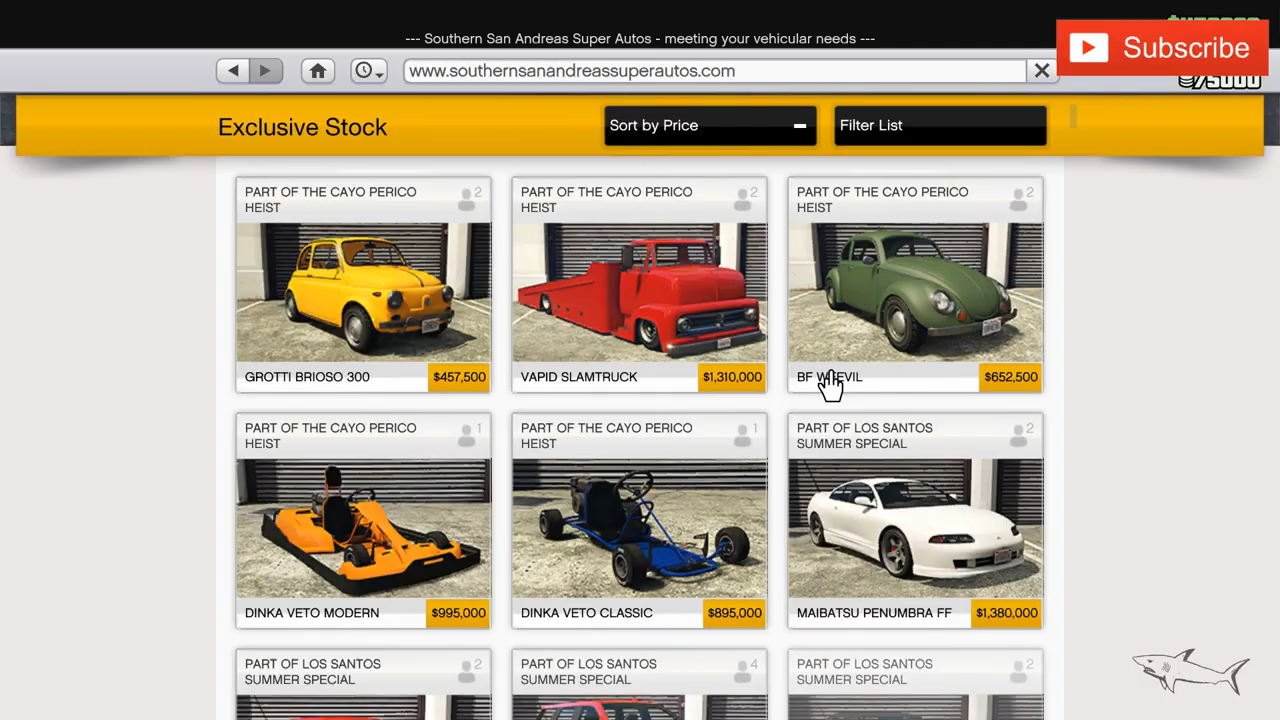 --- Southern San Andreas Super Autos - meeting your vehicular needs ---
Subscribe
www.southernsanandreassuperautos.com
/5000
Exclusive Stock
Sort by Price
Filter List
PART OF THE CAYO PERICO
HEIST
2
GROTTI BRIOSO 300
$457,500
PART OF THE CAYO PERICO
HEIST
2
VAPID SLAMTRUCK
$1,310,000
PART OF THE CAYO PERICO
HEIST
2
BF WEEVIL
$652,500
PART OF THE CAYO PERICO
HEIST
1
DINKA VETO MODERN
$995,000
PART OF THE CAYO PERICO
HEIST
1
DINKA VETO CLASSIC
$895,000
PART OF LOS SANTOS
SUMMER SPECIAL
2
MAIBATSU PENUMBRA FF
$1,380,000
PART OF LOS SANTOS
SUMMER SPECIAL
2
PART OF LOS SANTOS
SUMMER SPECIAL
4
PART OF LOS SANTOS
SUMMER SPECIAL
2